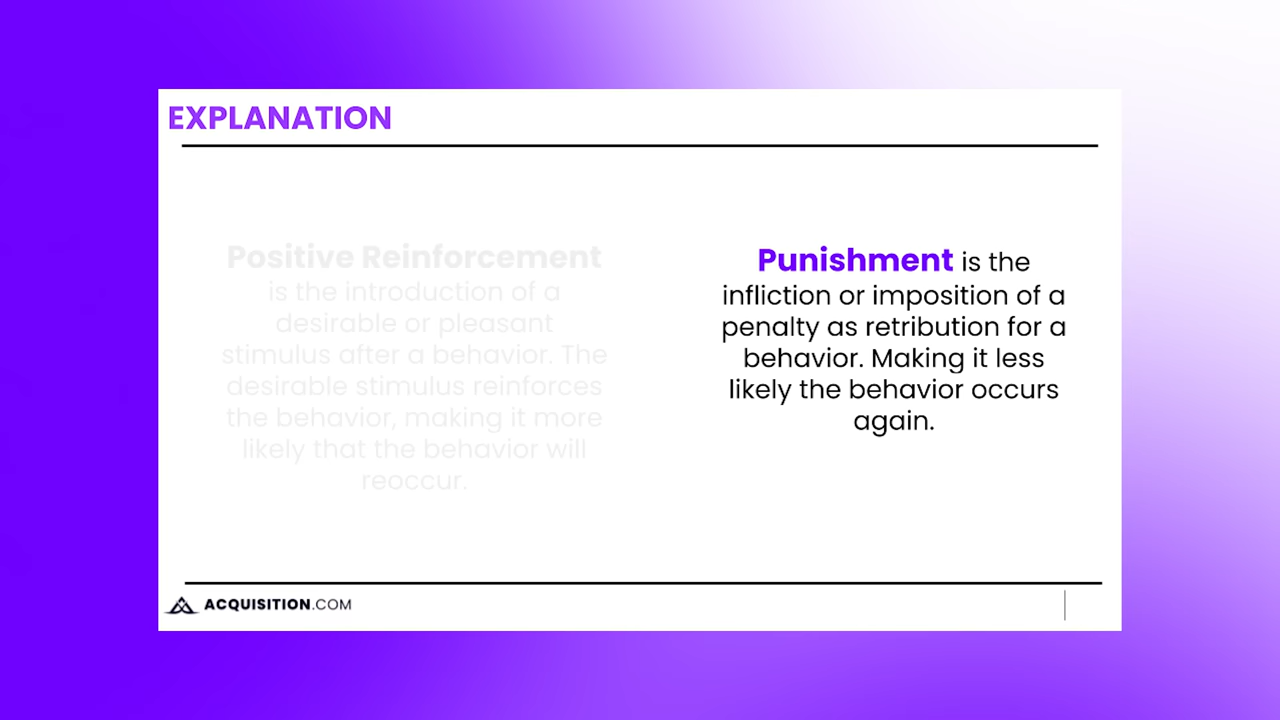 EXPLANATION
Positive Reinforcement
is the introduction of a
desirable or pleasant
stimulus after a behavior. The
desirable stimulus reinforces
the behavior, making it more
likely that the behavior will
reoccur.
Punishment is the
infliction or imposition of a
penalty as retribution for a
behavior. Making it less
likely the behavior occurs
again.
ACQUISITION.COM